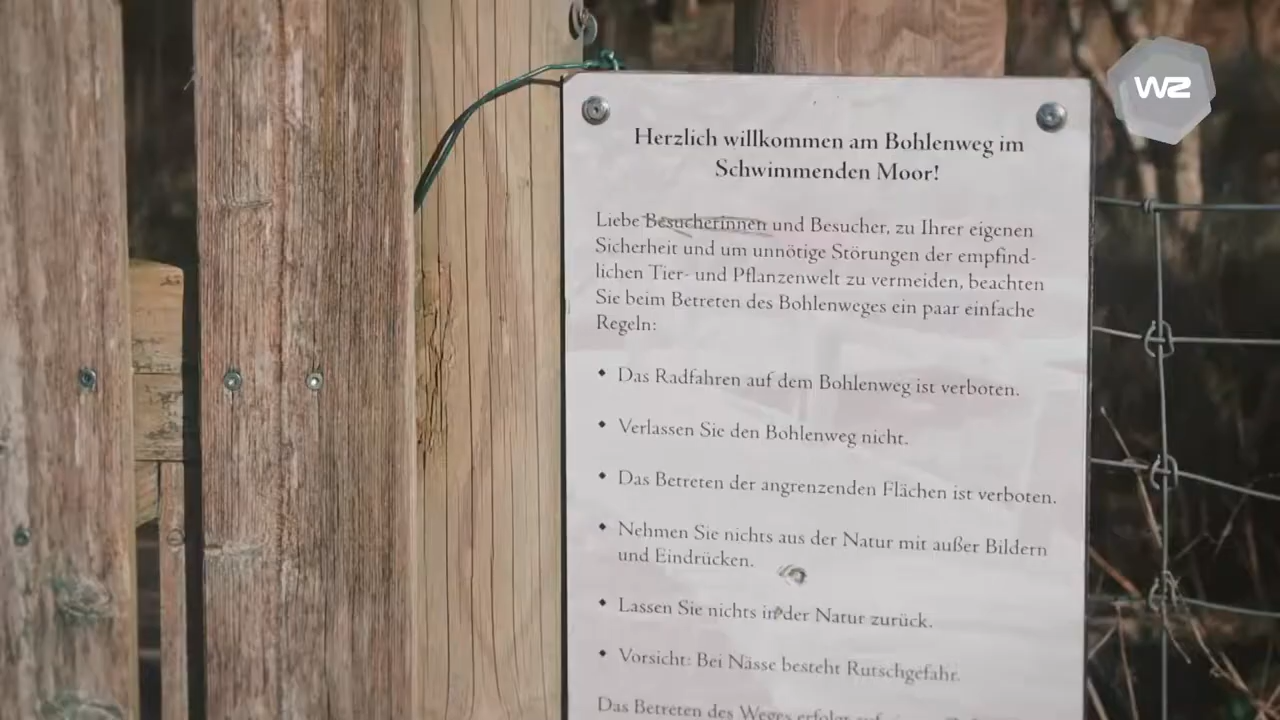 WZ
Herzlich willkommen am Bohlenweg im
Schwimmenden Moor!
Liebe Besucherinnen und Besucher, zu Ihrer eigenen
Sicherheit und um unnötige Störungen der empfind-
lichen Tier- und Pflanzenwelt zu vermeiden, beachten
Sie beim Betreten des Bohlenweges ein paar einfache
Regeln:
• Das Radfahren auf dem Bohlenweg ist verboten.
• Verlassen Sie den Bohlenweg nicht.
• Das Betreten der angrenzenden Flächen ist verboten.
• Nehmen Sie nichts aus der Natur mit außer Bildern
und Eindrücken.
• Lassen Sie nichts in der Natur zurück.
• Vorsicht: Bei Nässe besteht Rutschgefahr.
Das Betreten des Weges erfolgt auf